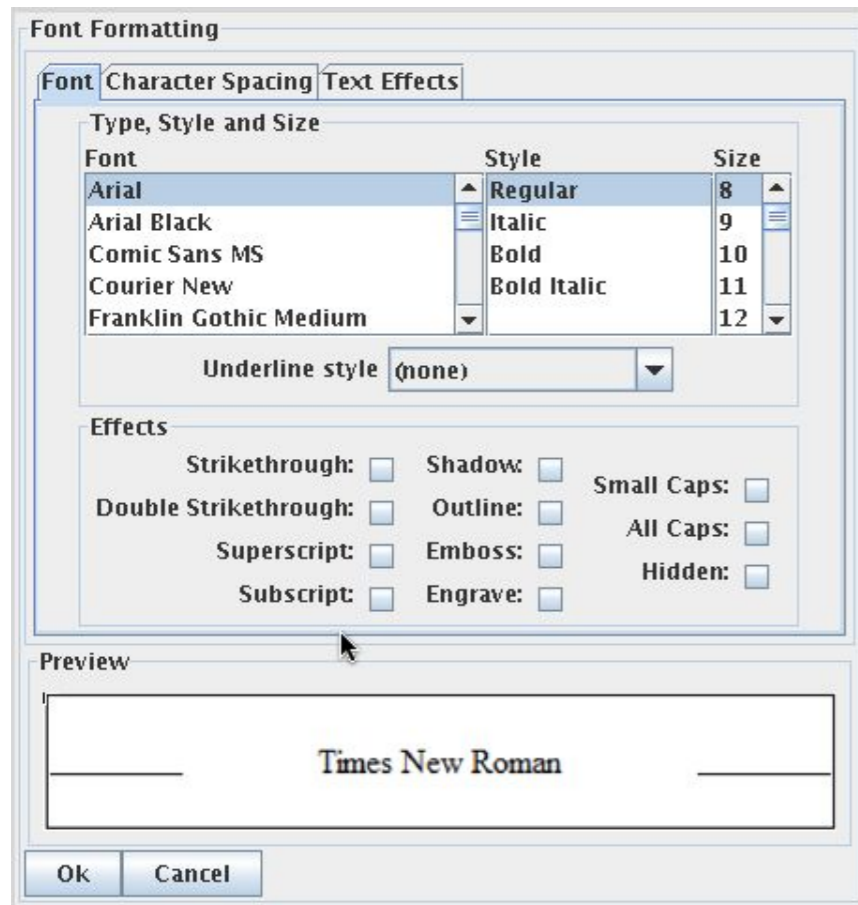 Font Formatting
Font Character Spacing Text Effects
Type, Style and Size
Font Style Size
Arial Regular 8
Arial Black Italic 9
Comic Sans MS Bold 10
Courier New Bold Italic 11
Franklin Gothic Medium 12
Underline style (none)
Effects
Strikethrough: Shadow: Small Caps:
Double Strikethrough: Outline: All Caps:
Superscript: Emboss: Hidden:
Subscript: Engrave:
Preview
Times New Roman
Ok Cancel